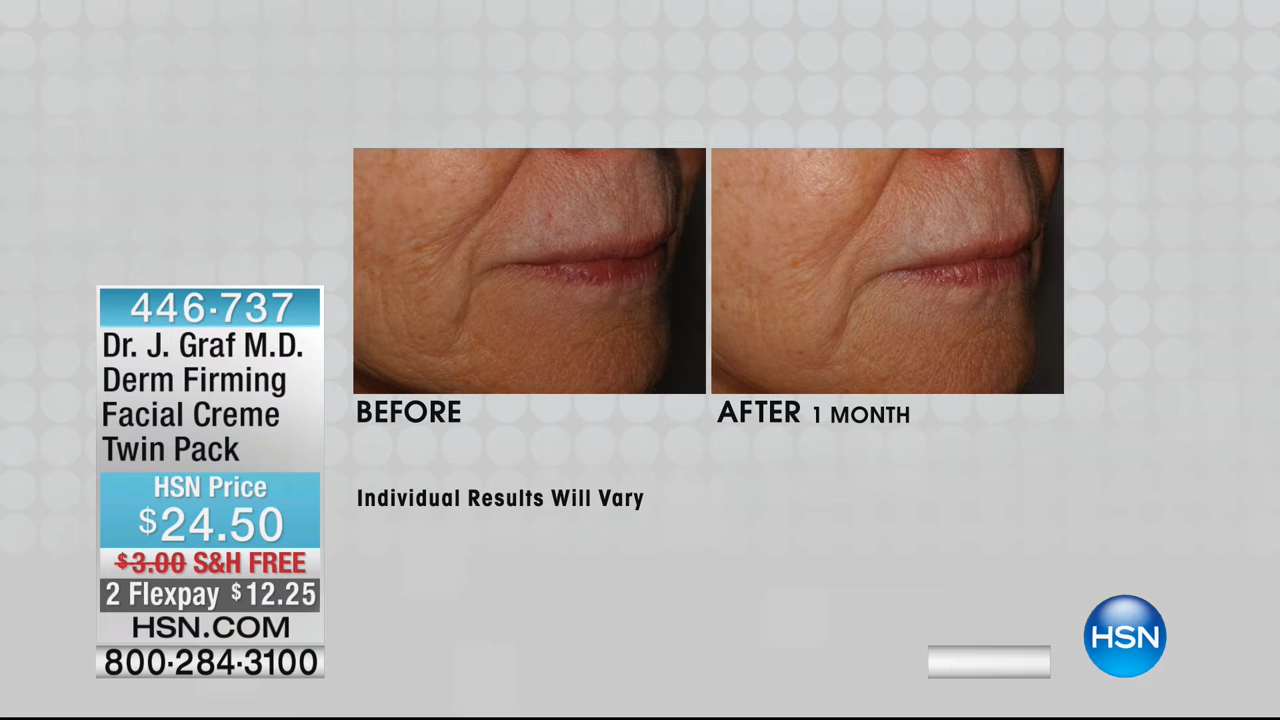 446-737
Dr. J. Graf M.D.
Derm Firming
Facial Creme
Twin Pack
HSN Price
$24.50
$3.00 S&H FREE
2 Flexpay $12.25
HSN.COM
800-284-3100
BEFORE
AFTER 1 MONTH
Individual Results Will Vary
HSN